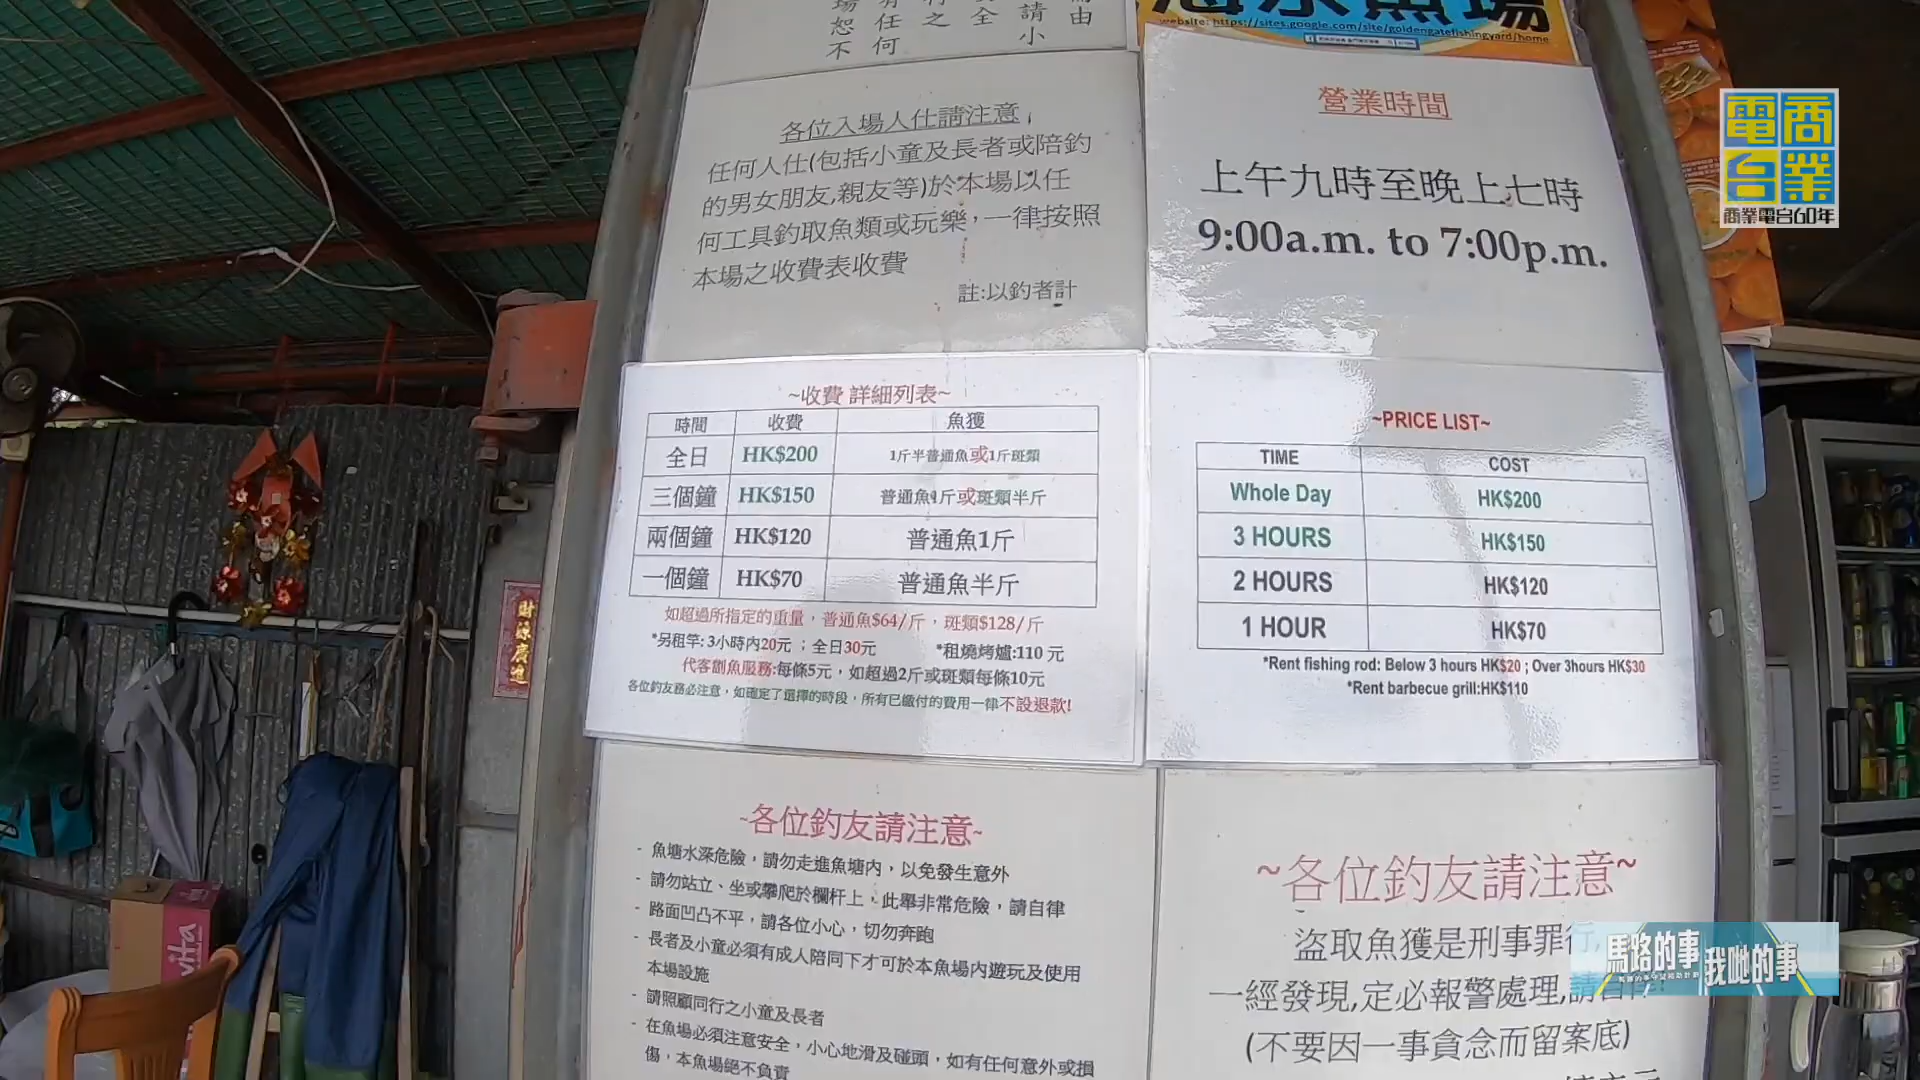 請小
全
之
任何
恕不
website: https://sites.google.com/site/goldengatefishingyard/home
各位入場人仕請注意
任何人仕(包括小童及長者或陪釣
的男女朋友,親友等)於本場以任
何工具釣取魚類或玩樂，一律按照
本場之收費表收費
註:以釣者計
營業時間
上午九時至晚上七時
9:00a.m. to 7:00p.m.
電商
台業
商業電台60年
~收費 詳細列表~
時間 收費 魚獲
全日 HK$200 1斤半普通魚或1斤斑類
三個鐘 HK$150 普通魚1斤或斑類半斤
兩個鐘 HK$120 普通魚1斤
一個鐘 HK$70 普通魚半斤
如超過所指定的重量，普通魚$64/斤，斑類$128/斤
*另租竿: 3小時內20元 ；全日30元 *租燒烤爐:110 元
代客劏魚服務:每條5元，如超過2斤或斑類每條10元
各位釣友務必注意，如確定了選擇的時段，所有已繳付的費用一律不設退款!
~PRICE LIST~
TIME COST
Whole Day HK$200
3 HOURS HK$150
2 HOURS HK$120
1 HOUR HK$70
*Rent fishing rod: Below 3 hours HK$20 ; Over 3hours HK$30
*Rent barbecue grill:HK$110
財源廣進
vita
~各位釣友請注意~
- 魚塘水深危險，請勿走進魚塘內，以免發生意外
- 請勿站立、坐或攀爬於欄杆上，此舉非常危險，請自律
- 路面凹凸不平，請各位小心，切勿奔跑
- 長者及小童必須有成人陪同下才可於本魚場內遊玩及使用
本場設施
- 請照顧同行之小童及長者
- 在魚場必須注意安全，小心地滑及碰頭，如有任何意外或損
傷，本魚場絕不負責
~各位釣友請注意~
盜取魚獲是刑事罪行,
一經發現,定必報警處理,請自律!
(不要因一事貪念而留案底)
馬路的事 我哋的事